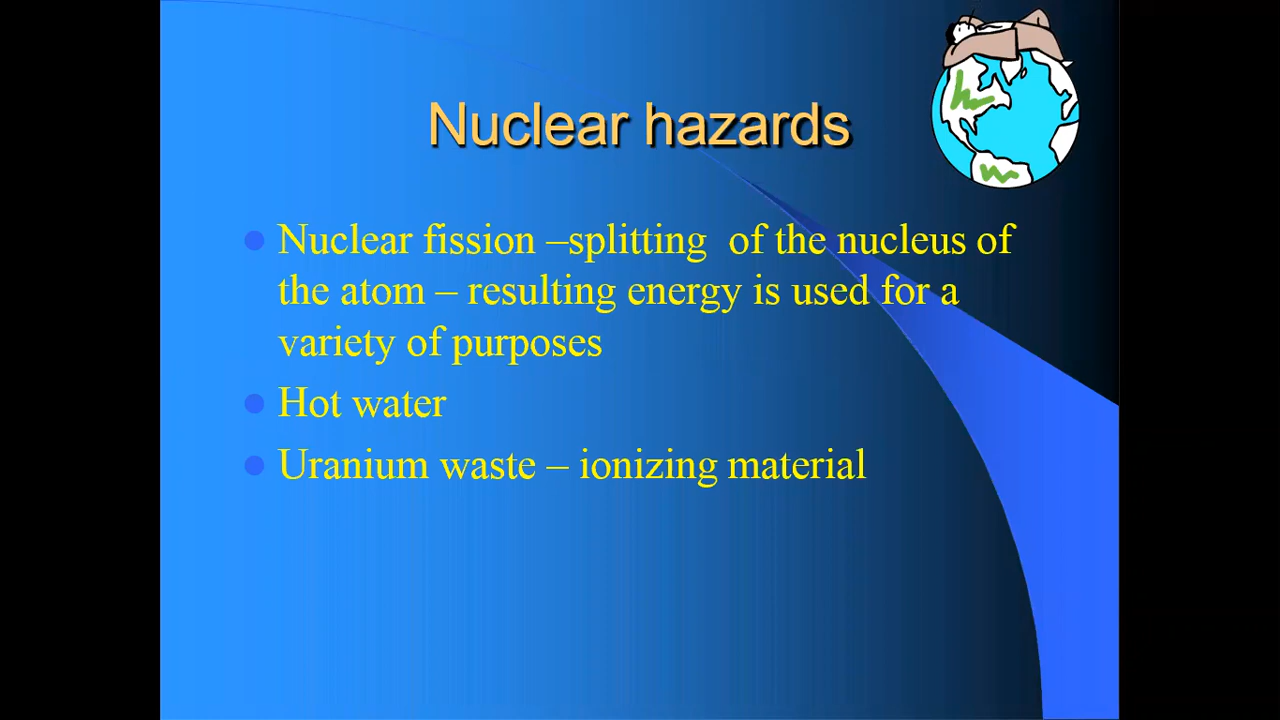 Nuclear hazards
Nuclear fission –splitting  of the nucleus of
the atom – resulting energy is used for a
variety of purposes
Hot water
Uranium waste – ionizing material